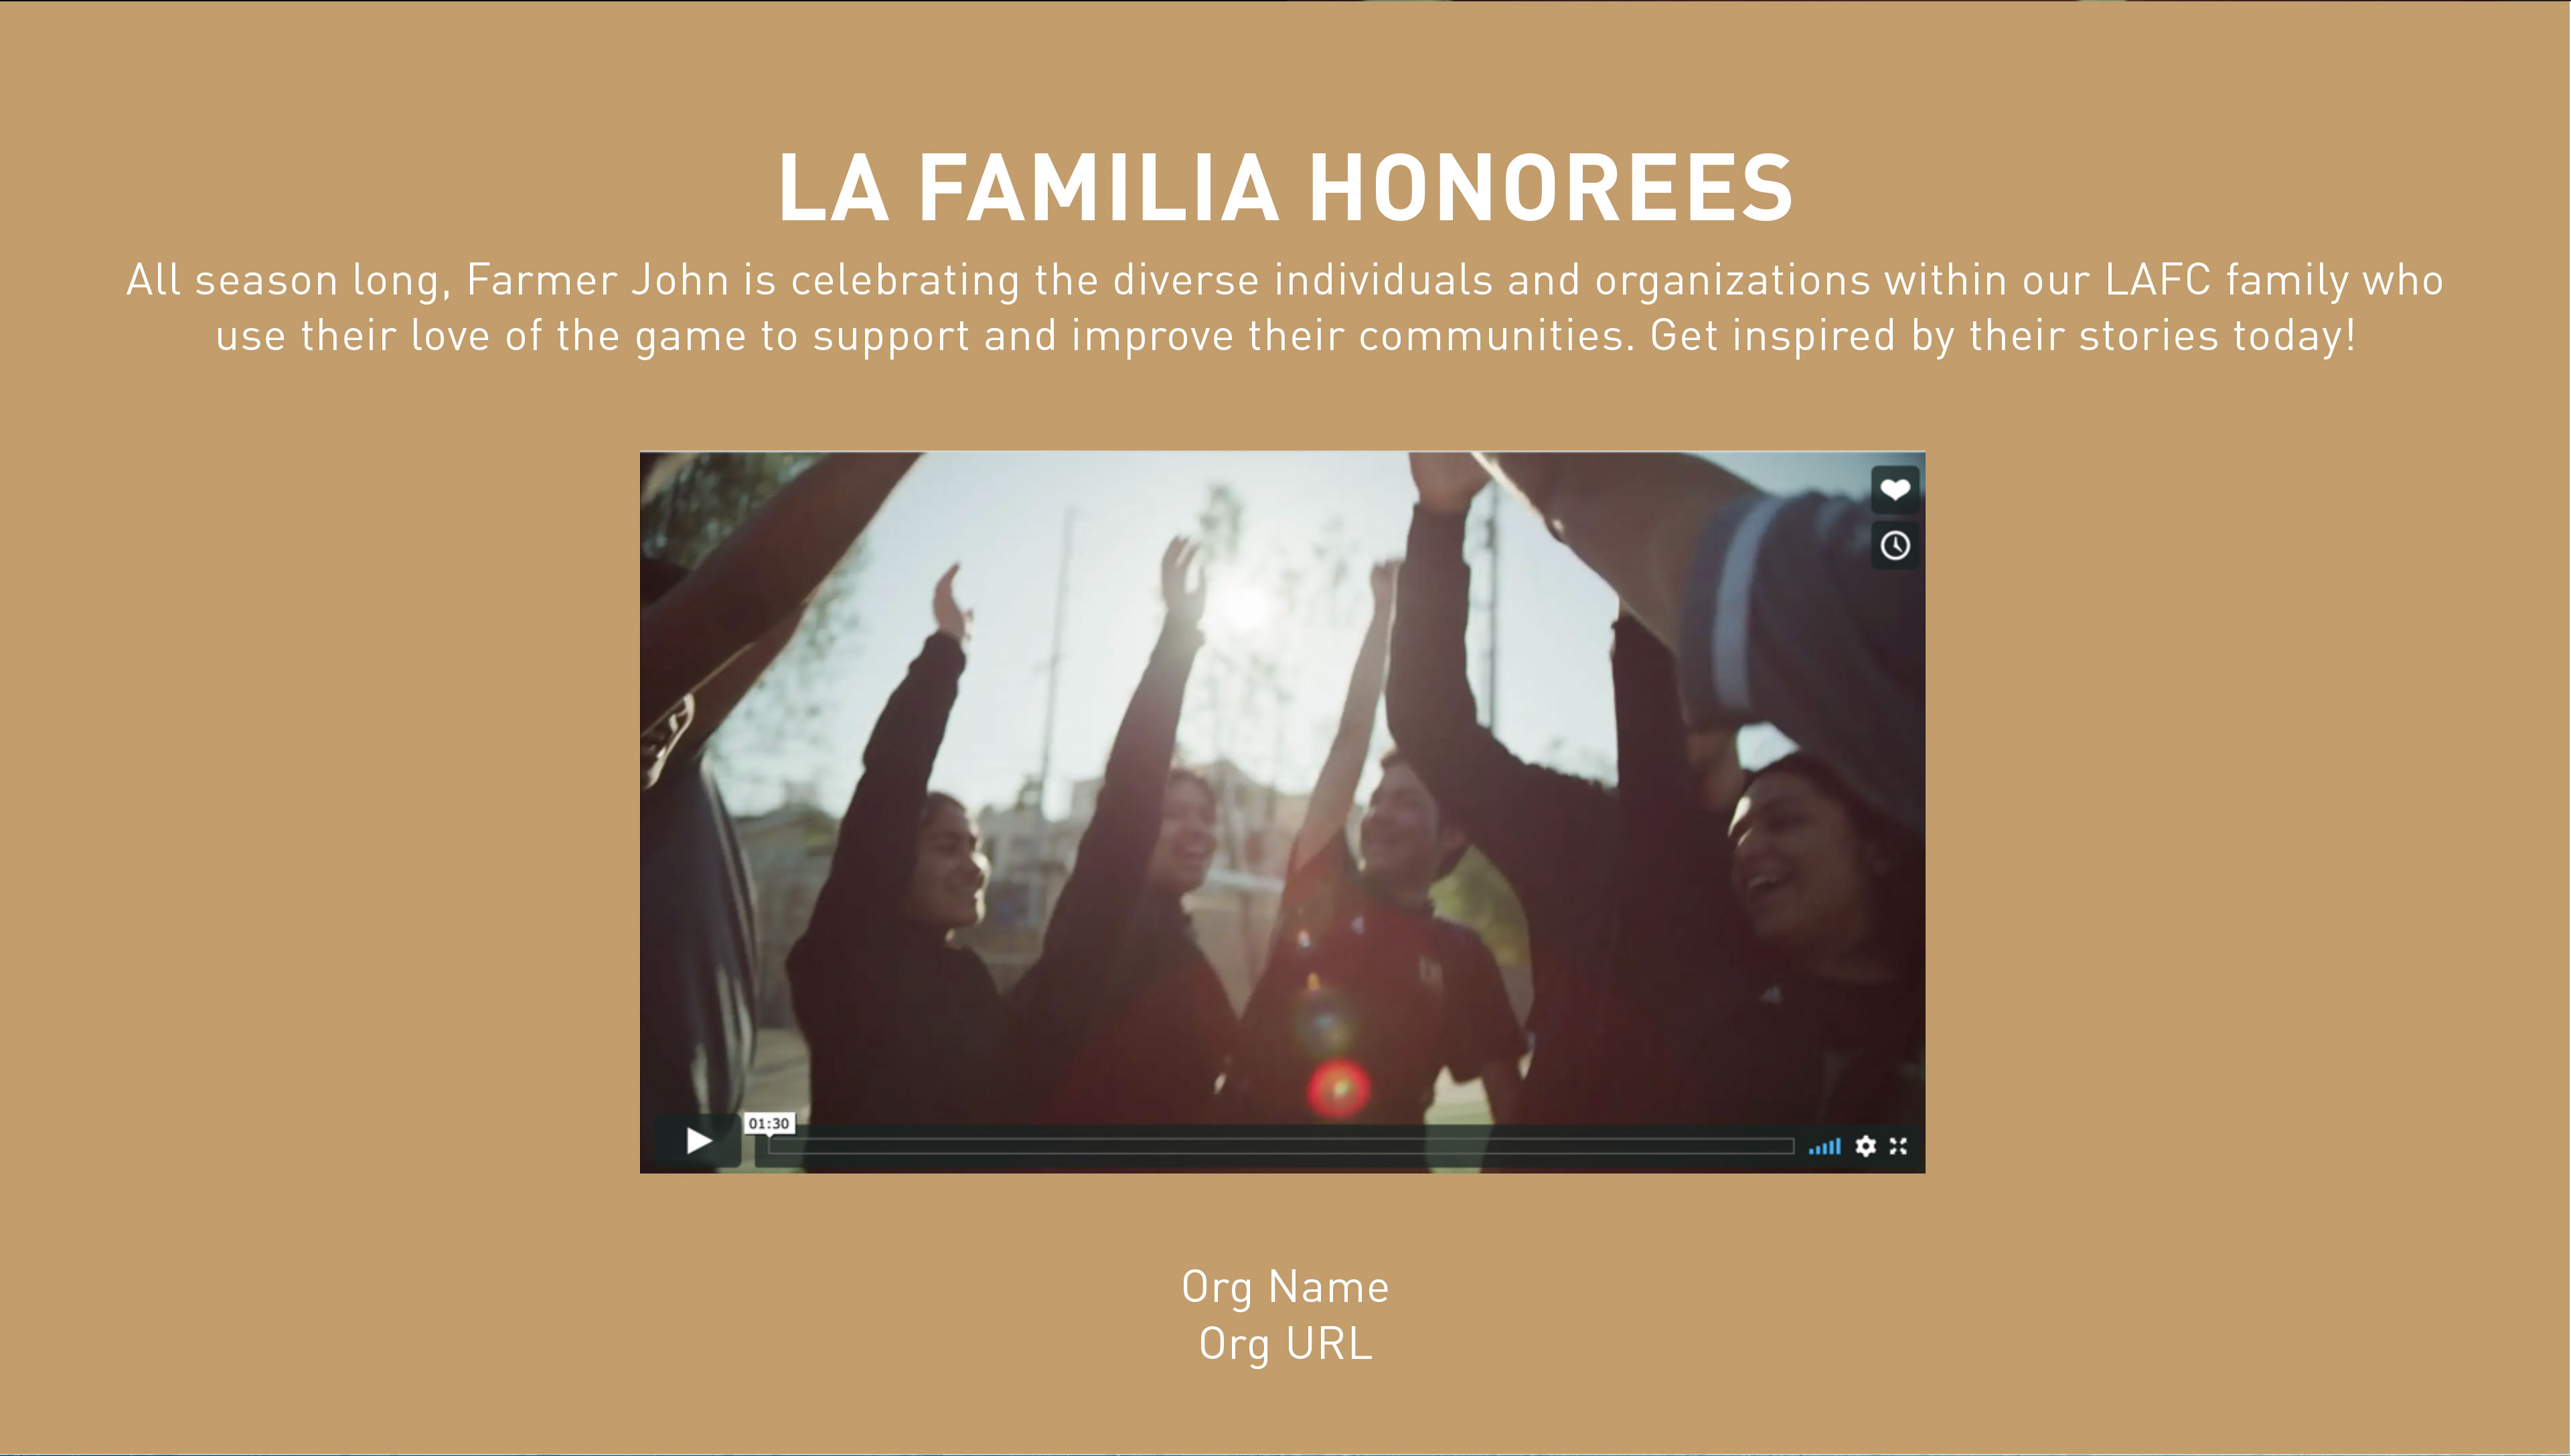 LA FAMILIA HONOREES
All season long, Farmer John is celebrating the diverse individuals and organizations within our LAFC family who
use their love of the game to support and improve their communities. Get inspired by their stories today!
01:30
Org Name
Org URL